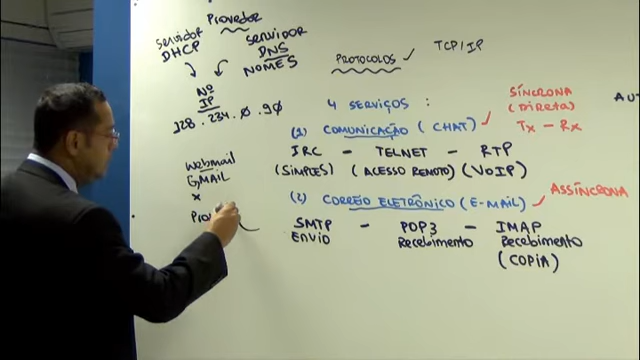 Provedor
Servidor
DHCP
Servidor
DNS
NOMES
Nº
IP
128.234.0.90
PROTOCOLOS ✓
TCP/IP
4 SERVIÇOS :
(1) COMUNICAÇÃO (CHAT) ✓
SÍNCRONA
(DIRETA)
Tx - Rx
IRC - TELNET - RTP
(SIMPLES) (ACESSO REMOTO) (VOIP)
(2) CORREIO ELETRÔNICO (E-MAIL) ✓
ASSÍNCRONA
SMTP - POP3 - IMAP
ENVIO Recebimento Recebimento
(COPIA)
Webmail
GMAIL
x